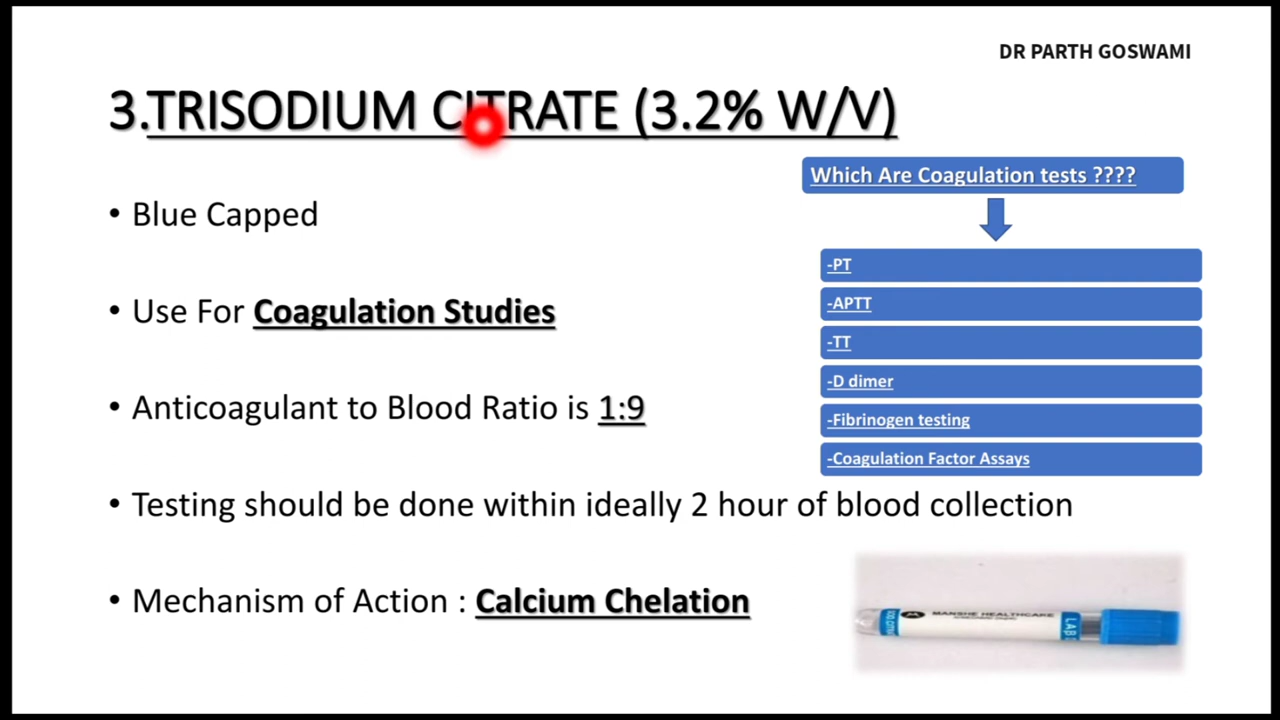 DR PARTH GOSWAMI
3.TRISODIUM CITRATE (3.2% W/V)
Which Are Coagulation tests ????
• Blue Capped
-PT
-APTT
• Use For Coagulation Studies
-TT
-D dimer
• Anticoagulant to Blood Ratio is 1:9
-Fibrinogen testing
-Coagulation Factor Assays
• Testing should be done within ideally 2 hour of blood collection
• Mechanism of Action : Calcium Chelation
MANSHE HEALTHCARE
LAB